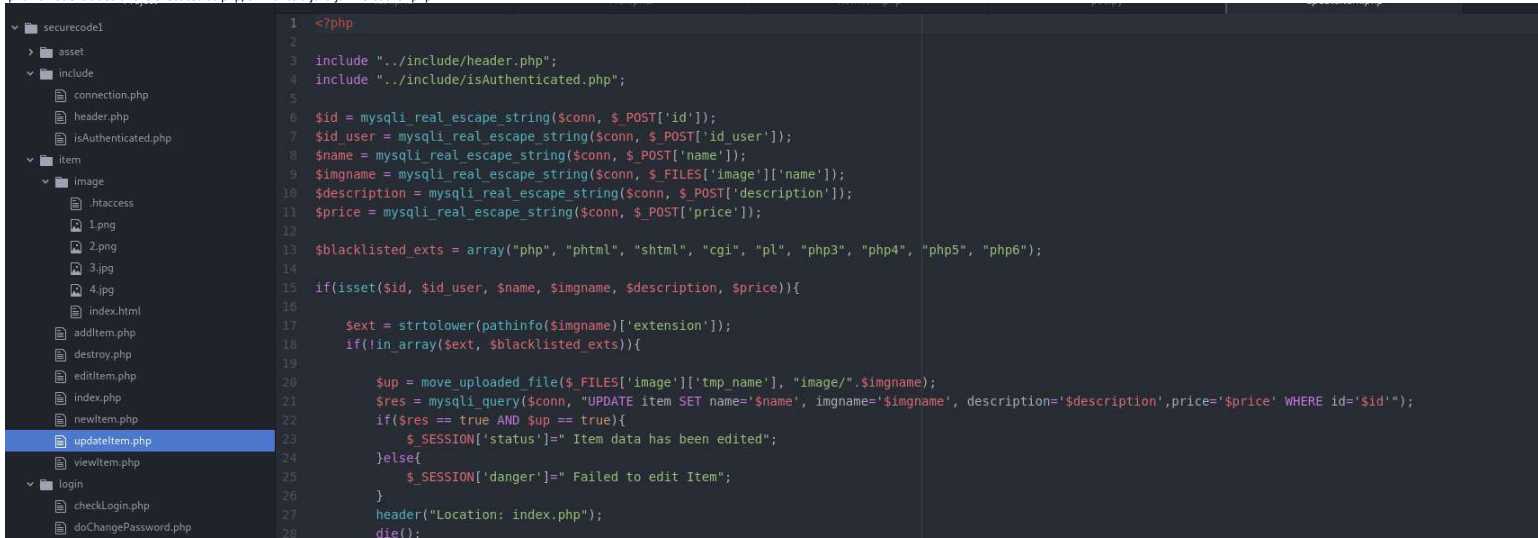 securecode1
asset
include
connection.php
header.php
isAuthenticated.php
item
image
.htaccess
1.png
2.png
3.jpg
4.jpg
index.html
addItem.php
destroy.php
editItem.php
index.php
newItem.php
updateItem.php
viewItem.php
login
checkLogin.php
doChangePassword.php
1 <?php
2
3 include "../include/header.php";
4 include "../include/isAuthenticated.php";
5
6 $id = mysqli_real_escape_string($conn, $_POST['id']);
7 $id_user = mysqli_real_escape_string($conn, $_POST['id_user']);
8 $name = mysqli_real_escape_string($conn, $_POST['name']);
9 $imgname = mysqli_real_escape_string($conn, $_FILES['image']['name']);
10 $description = mysqli_real_escape_string($conn, $_POST['description']);
11 $price = mysqli_real_escape_string($conn, $_POST['price']);
12
13 $blacklisted_exts = array("php", "phtml", "shtml", "cgi", "pl", "php3", "php4", "php5", "php6");
14
15 if(isset($id, $id_user, $name, $imgname, $description, $price)){
16
17 $ext = strtolower(pathinfo($imgname)['extension']);
18 if(!in_array($ext, $blacklisted_exts)){
19
20 $up = move_uploaded_file($_FILES['image']['tmp_name'], "image/".$imgname);
21 $res = mysqli_query($conn, "UPDATE item SET name='$name', imgname='$imgname', description='$description',price='$price' WHERE id='$id'");
22 if($res == true AND $up == true){
23 $_SESSION['status']=" Item data has been edited";
24 }else{
25 $_SESSION['danger']=" Failed to edit Item";
26 }
27 header("Location: index.php");
28 die();